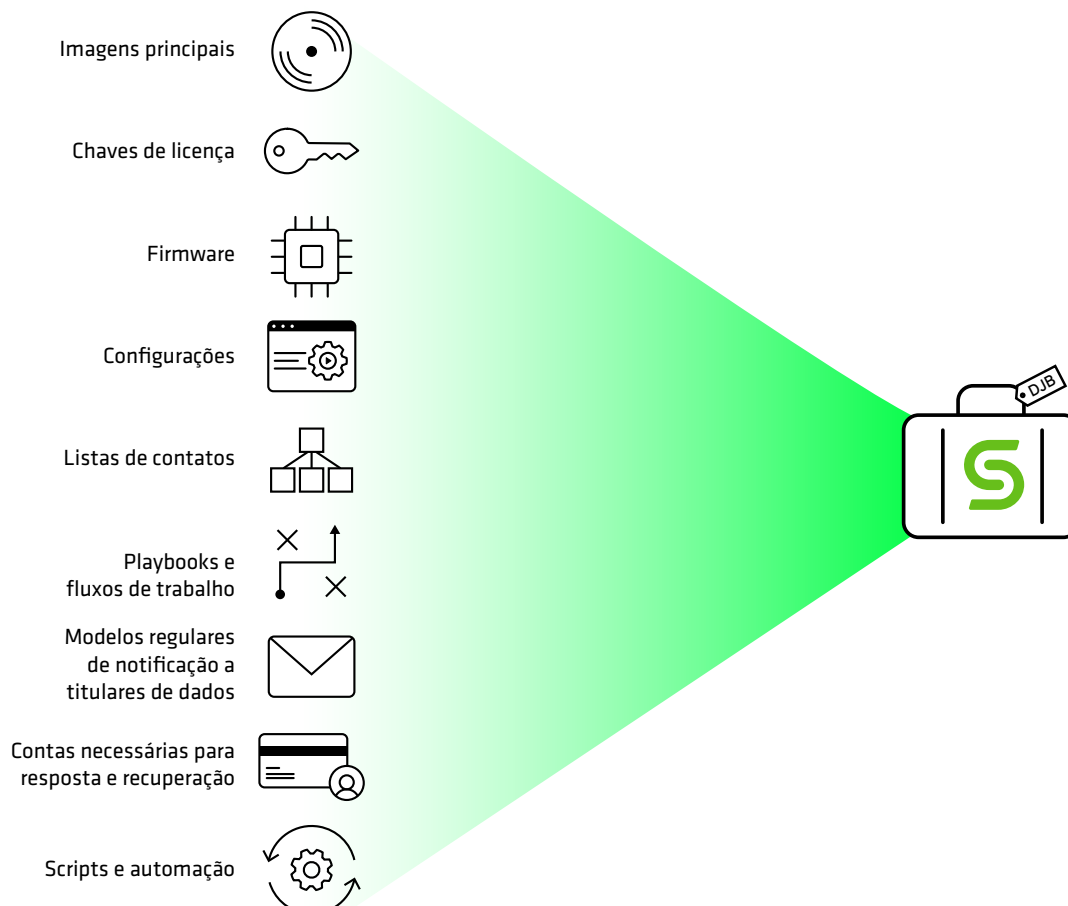 Imagens principais
Chaves de licença
Firmware
Configurações
DJB
Listas de contatos
Playbooks e
fluxos de trabalho
Modelos regulares
de notificação a
titulares de dados
Contas necessárias para
resposta e recuperação
Scripts e automação